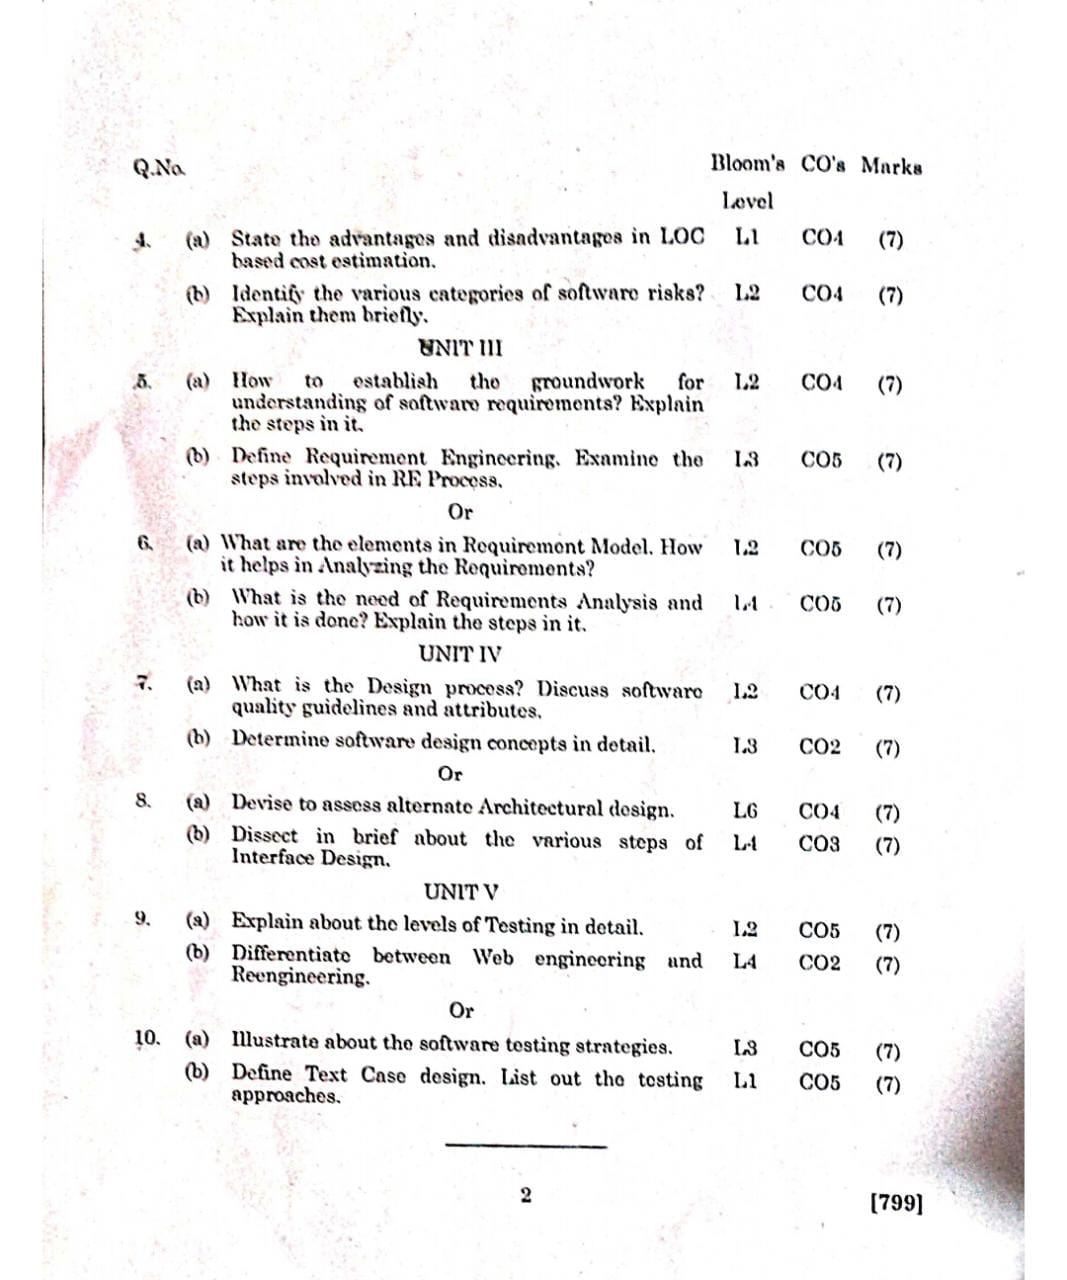 Q.No. Bloom's CO's Marks
Level
4. (a) State the advantages and disadvantages in LOC L1 CO4 (7)
based cost estimation.
(b) Identify the various categories of software risks? L2 CO4 (7)
Explain them briefly.
UNIT III
5. (a) How to establish the groundwork for L2 CO4 (7)
understanding of software requirements? Explain
the steps in it.
(b) Define Requirement Engineering. Examine the L3 CO5 (7)
steps involved in RE Process.
Or
6. (a) What are the elements in Requirement Model. How L2 CO5 (7)
it helps in Analyzing the Requirements?
(b) What is the need of Requirements Analysis and L4 CO5 (7)
how it is done? Explain the steps in it.
UNIT IV
7. (a) What is the Design process? Discuss software L2 CO4 (7)
quality guidelines and attributes.
(b) Determine software design concepts in detail. L3 CO2 (7)
Or
8. (a) Devise to assess alternate Architectural design. L6 CO4 (7)
(b) Dissect in brief about the various steps of L4 CO3 (7)
Interface Design.
UNIT V
9. (a) Explain about the levels of Testing in detail. L2 CO5 (7)
(b) Differentiate between Web engineering and L4 CO2 (7)
Reengineering.
Or
10. (a) Illustrate about the software testing strategies. L3 CO5 (7)
(b) Define Text Case design. List out the testing L1 CO5 (7)
approaches.
2 [799]